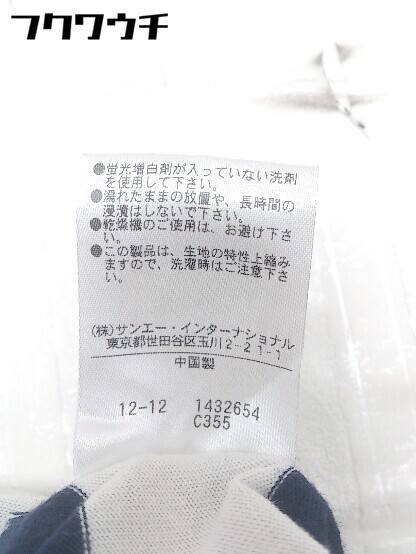 フクワウチ
●蛍光増白剤が入っていない洗剤
を使用して下さい。
●濡れたままの放置や、長時間の
浸漬はしないで下さい。
●乾燥機のご使用は、お避け下さ
い。
●この製品は、生地の特性上縮み
ますので、洗濯時はご注意下さ
い。
(株)サンエー・インターナショナル
東京都世田谷区玉川2-21-1
中国製
12-12 1432654
C355